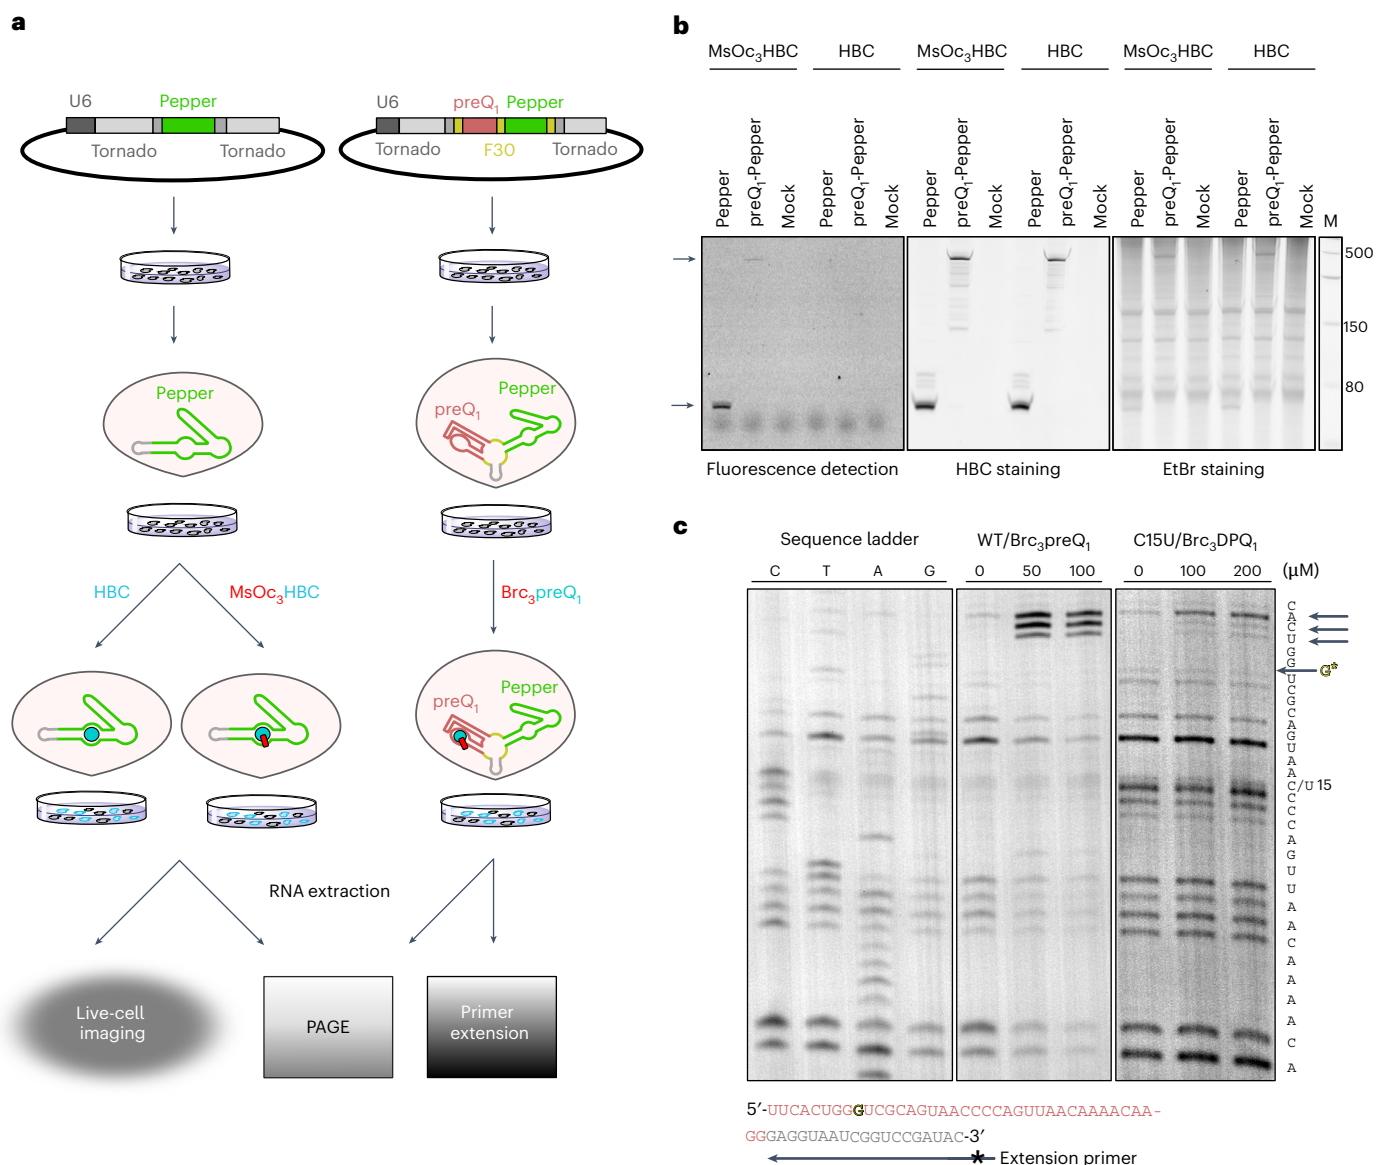 a
U6
Pepper
Tornado
Tornado
U6
preQ1
Pepper
Tornado
F30
Tornado
Pepper
preQ1
Pepper
HBC
MsOc3HBC
Brc3preQ1
preQ1
Pepper
RNA extraction
Live-cell
imaging
PAGE
Primer
extension
b
MsOc3HBC
HBC
MsOc3HBC
HBC
MsOc3HBC
HBC
Pepper
preQ1-Pepper
Mock
Pepper
preQ1-Pepper
Mock
Pepper
preQ1-Pepper
Mock
Pepper
preQ1-Pepper
Mock
Pepper
preQ1-Pepper
Mock
Pepper
preQ1-Pepper
Mock
M
500
150
80
Fluorescence detection
HBC staining
EtBr staining
c
Sequence ladder
WT/Brc3preQ1
C15U/Brc3DPQ1
C T A G
0 50 100
0 100 200 (μM)
C
A
C
U
G
G
G*
U
C
G
C
A
G
U
A
A
C/U 15
C
C
C
A
G
U
U
A
A
C
A
A
A
A
C
A
5′-UUCACUGGGUCGCAGUAACCCCAGUUAACAAAACAA-
GGGAGGUAAUCGGUCCGAUAC-3′
* Extension primer